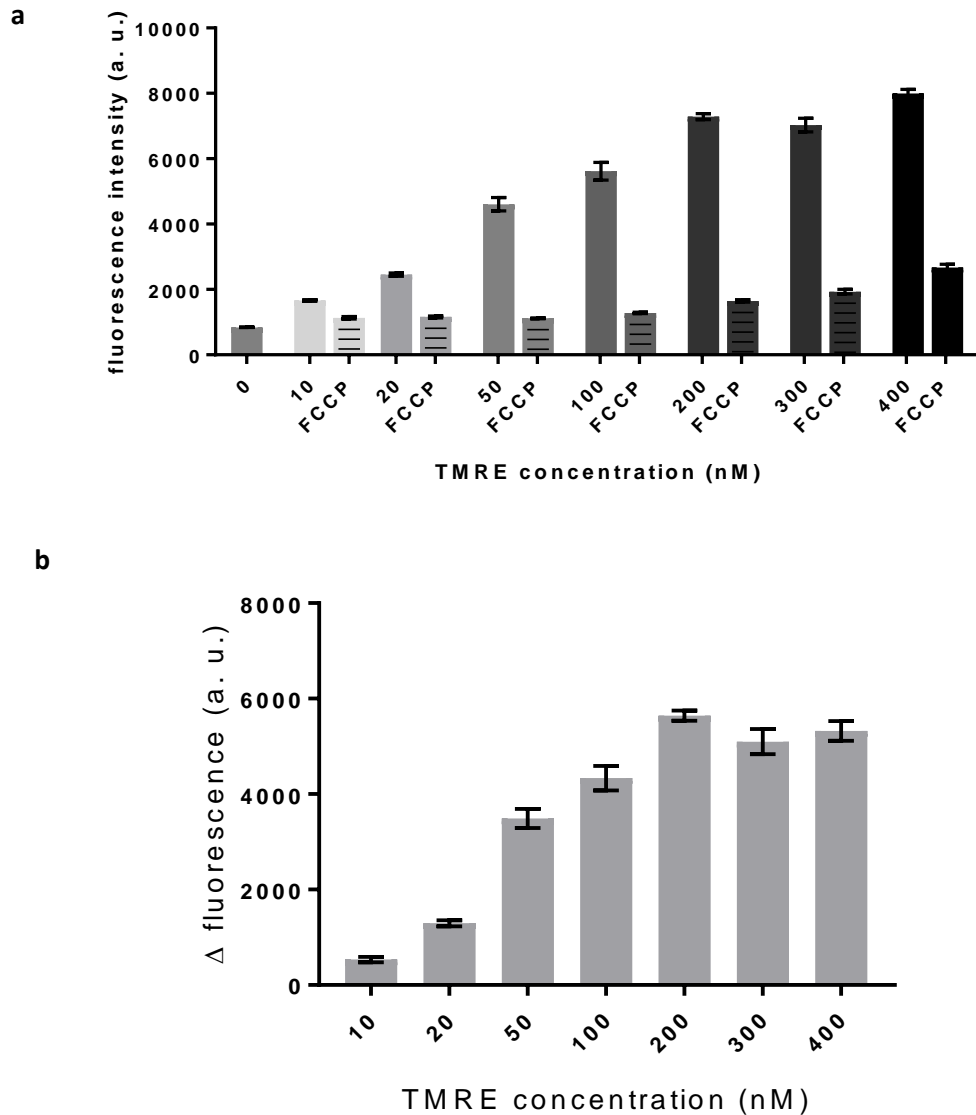 a
fluorescence intensity (a. u.)
10000
8000
6000
4000
2000
0
0
10
FCCP
20
FCCP
50
FCCP
100
FCCP
200
FCCP
300
FCCP
400
FCCP
TMRE concentration (nM)
b
Δ fluorescence (a. u.)
8000
6000
4000
2000
0
10
20
50
100
200
300
400
TMRE concentration (nM)